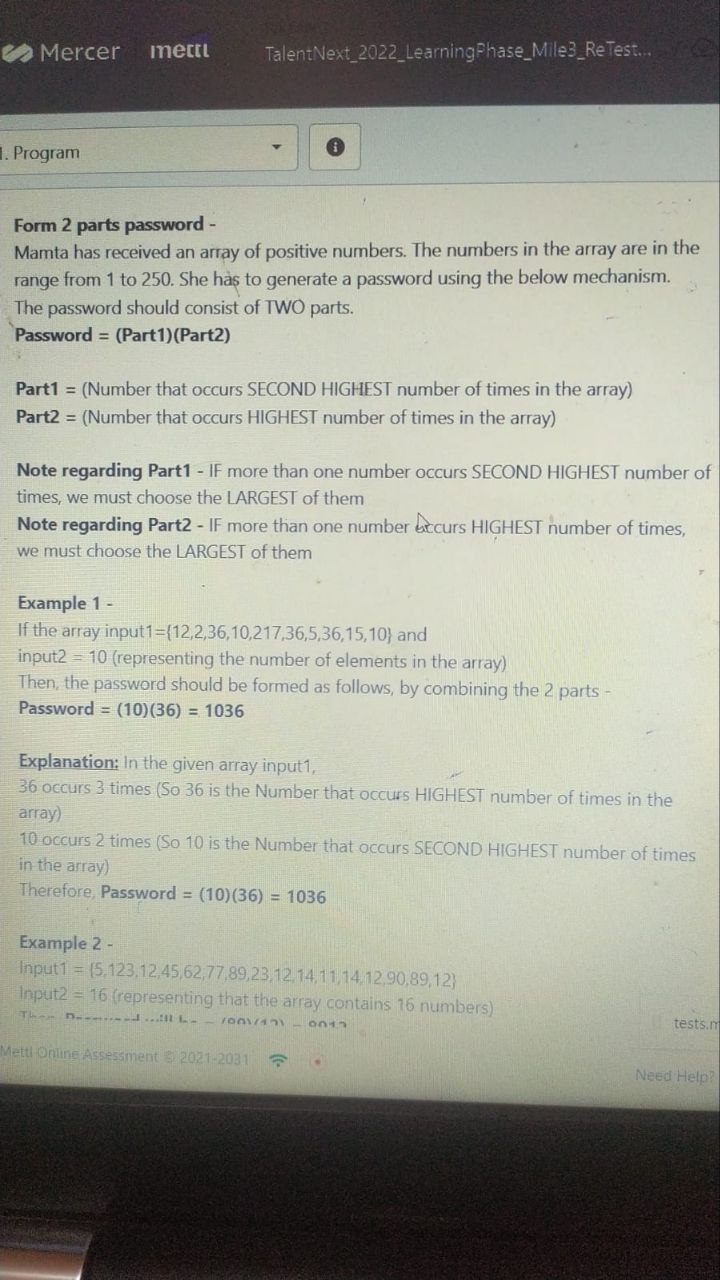 Mercer mettl TalentNext_2022_LearningPhase_Mile3_ReTest...
1. Program
Form 2 parts password -
Mamta has received an array of positive numbers. The numbers in the array are in the
range from 1 to 250. She has to generate a password using the below mechanism.
The password should consist of TWO parts.
Password = (Part1)(Part2)
Part1 = (Number that occurs SECOND HIGHEST number of times in the array)
Part2 = (Number that occurs HIGHEST number of times in the array)
Note regarding Part1 - IF more than one number occurs SECOND HIGHEST number of
times, we must choose the LARGEST of them
Note regarding Part2 - IF more than one number occurs HIGHEST number of times,
we must choose the LARGEST of them
Example 1 -
If the array input1={12,2,36,10,217,36,5,36,15,10} and
input2 = 10 (representing the number of elements in the array)
Then, the password should be formed as follows, by combining the 2 parts -
Password = (10)(36) = 1036
Explanation: In the given array input1,
36 occurs 3 times (So 36 is the Number that occurs HIGHEST number of times in the
array)
10 occurs 2 times (So 10 is the Number that occurs SECOND HIGHEST number of times
in the array)
Therefore, Password = (10)(36) = 1036
Example 2 -
Input1 = {5,123,12,45,62,77,89,23,12,14,11,14,12,90,89,12}
Input2 = 16 (representing that the array contains 16 numbers)
tests.m
Mettl Online Assessment © 2021-2031
Need Help?